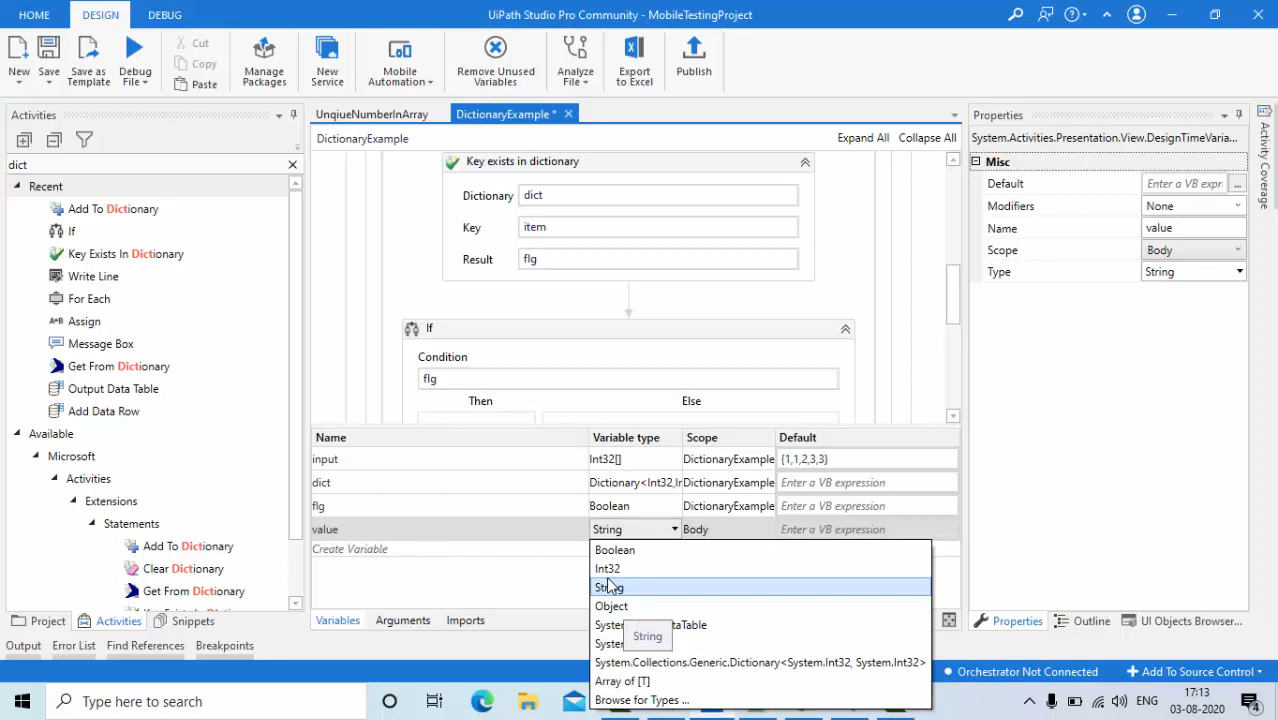 HOME
DESIGN
DEBUG
UiPath Studio Pro Community - MobileTestingProject
New
Save
Save as Template
Debug File
Cut
Copy
Paste
Manage Packages
New Service
Mobile Automation
Remove Unused Variables
Analyze File
Export to Excel
Publish
Activities
dict
Recent
Add To Dictionary
If
Key Exists In Dictionary
Write Line
For Each
A+B Assign
Message Box
Get From Dictionary
Output Data Table
Add Data Row
Available
Microsoft
Activities
Extensions
Statements
Add To Dictionary
Clear Dictionary
Get From Dictionary
Project
Activities
Snippets
Output
Error List
Find References
Breakpoints
UnqiueNumberInArray
DictionaryExample *
DictionaryExample
Expand All
Collapse All
Key exists in dictionary
Dictionary
dict
Key
item
Result
flg
If
Condition
flg
Then
Else
Name
Variable type
Scope
Default
input
Int32[]
DictionaryExample
{1,1,2,3,3}
dict
Dictionary<Int32,In
DictionaryExample
Enter a VB expression
flg
Boolean
DictionaryExample
Enter a VB expression
value
String
Body
Enter a VB expression
Create Variable
Boolean
Int32
String
Object
System.Collections.Generic.Dictionary<System.Int32, System.Int32>
Array of [T]
Browse for Types ...
String
Variables
Arguments
Imports
Properties
System.Activities.Presentation.View.DesignTimeVaria...
Misc
Default
Enter a VB expr
...
Modifiers
None
Name
value
Scope
Body
Type
String
Activity Coverage
Properties
Outline
UI Objects Browser...
Orchestrator Not Connected
Add To Source Control
Type here to search
ENG
17:13
03-08-2020
4